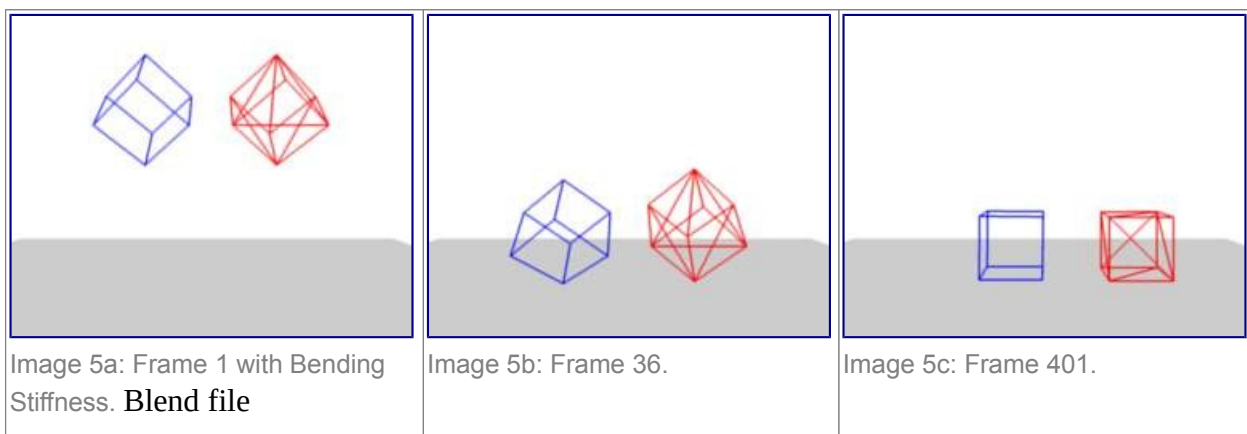 Image 5a: Frame 1 with Bending
Stiffness. Blend file
Image 5b: Frame 36.
Image 5c: Frame 401.